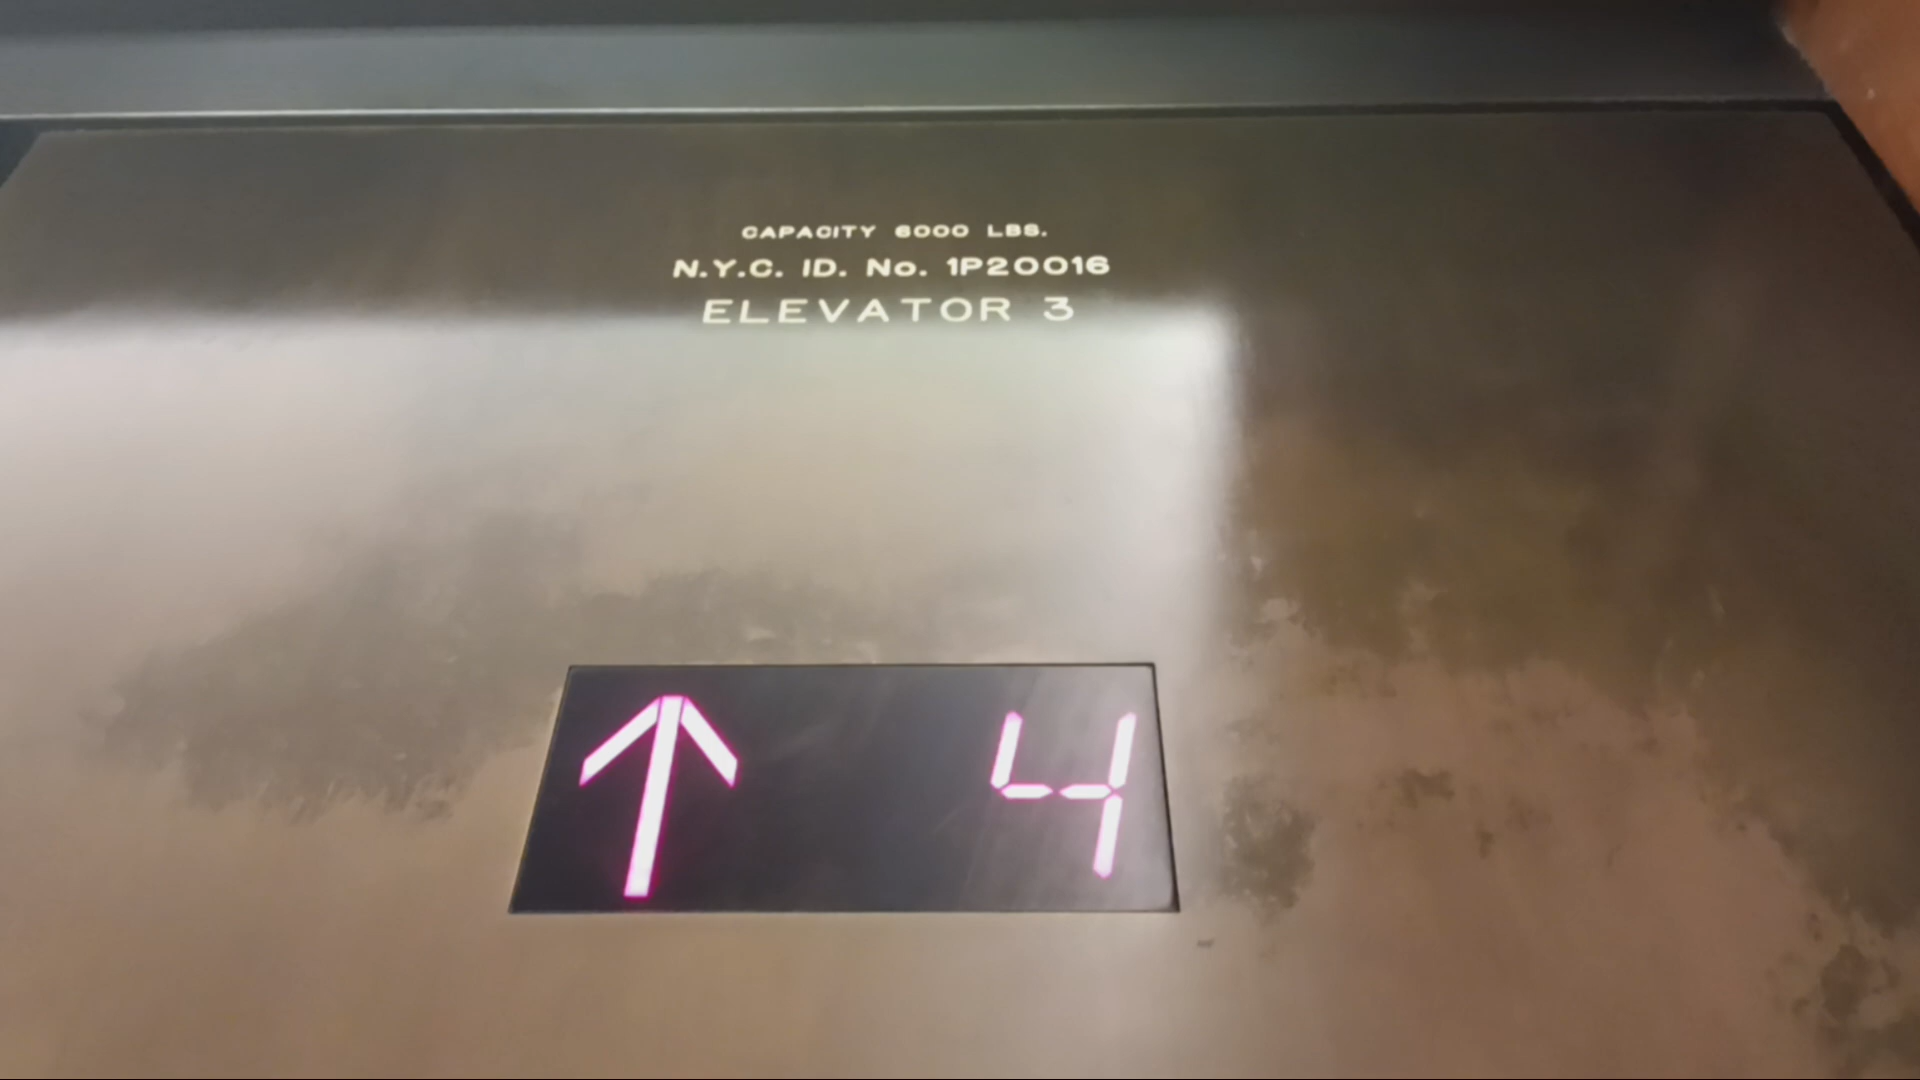 CAPACITY 6000 LBS.
N.Y.C. ID. No. 1P20016
ELEVATOR 3
↑ 4